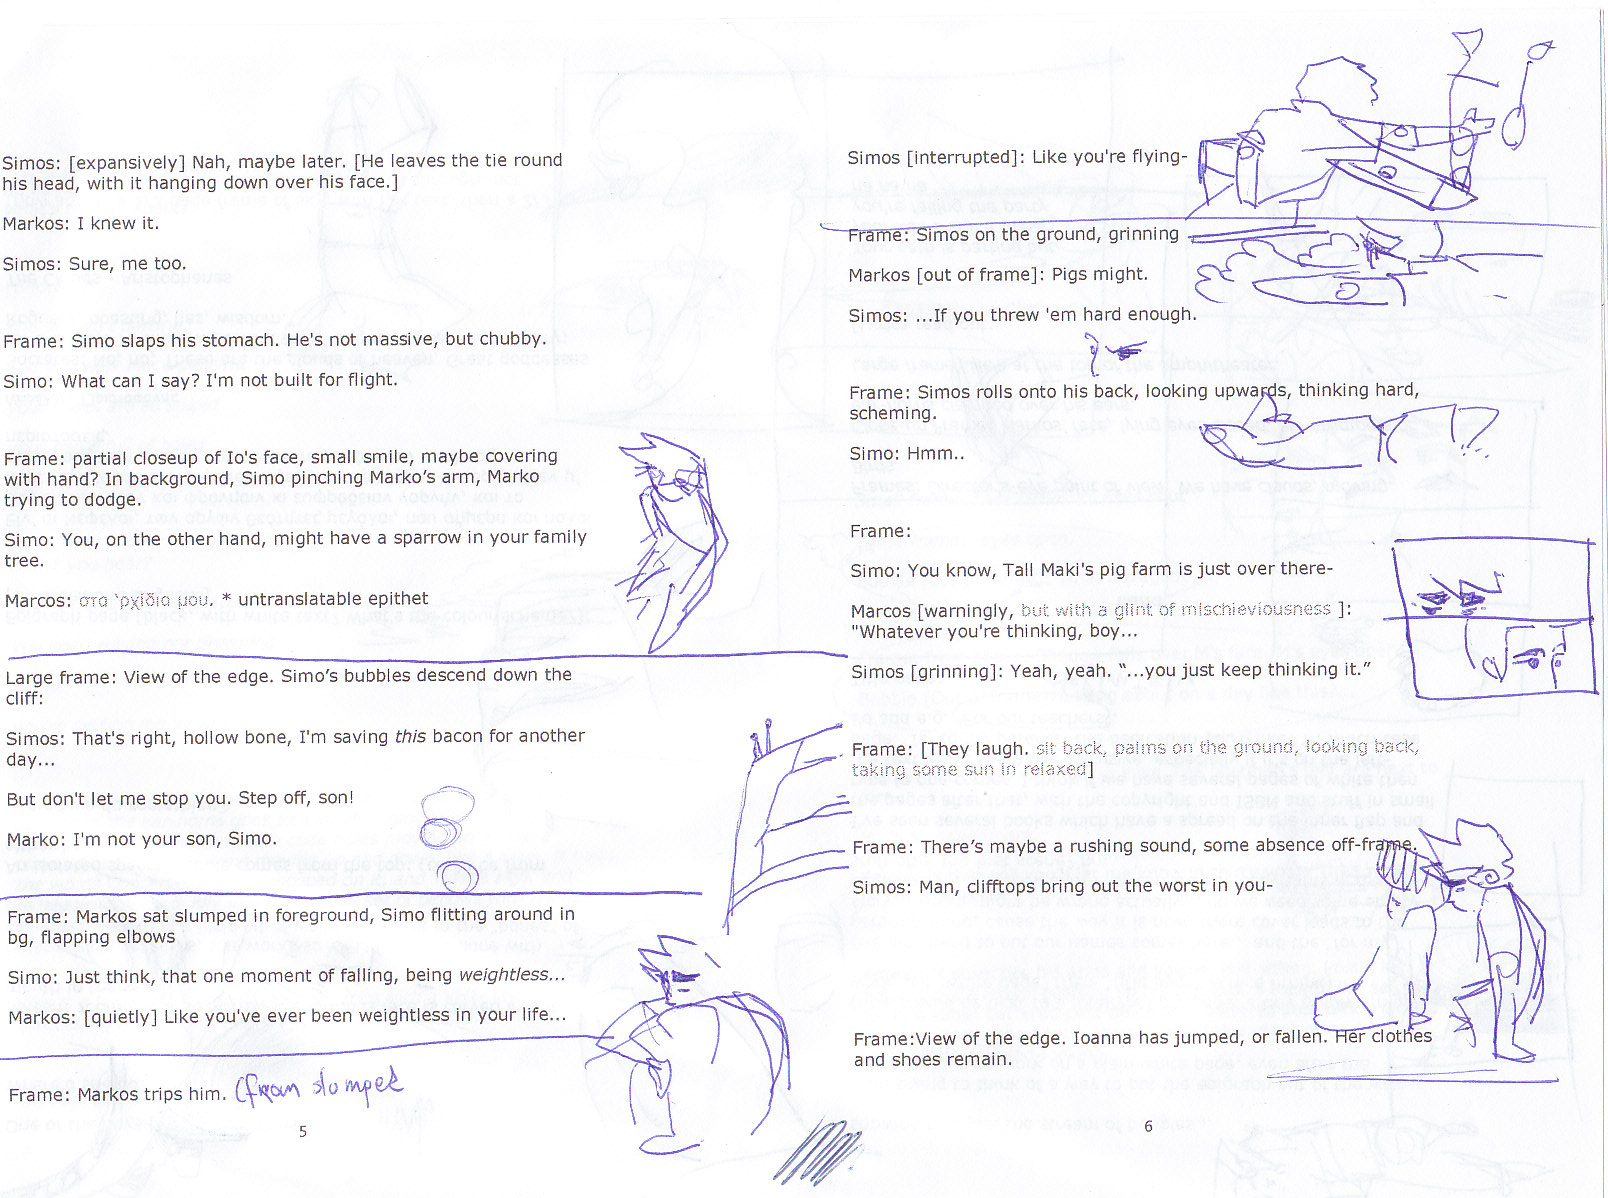 Simos: [expansively] Nah, maybe later. [He leaves the tie round
his head, with it hanging down over his face.]
Markos: I knew it.
Simos: Sure, me too.
Frame: Simo slaps his stomach. He's not massive, but chubby.
Simo: What can I say? I'm not built for flight.
Frame: partial closeup of Io's face, small smile, maybe covering
with hand? In background, Simo pinching Marko's arm, Marko
trying to dodge.
Simo: You, on the other hand, might have a sparrow in your family
tree.
Marcos: στα 'ρχίδια μου. * untranslatable epithet
Large frame: View of the edge. Simo's bubbles descend down the
cliff:
Simos: That's right, hollow bone, I'm saving this bacon for another
day...
But don't let me stop you. Step off, son!
Marko: I'm not your son, Simo.
Frame: Markos sat slumped in foreground, Simo flitting around in
bg, flapping elbows
Simo: Just think, that one moment of falling, being weightless...
Markos: [quietly] Like you've ever been weightless in your life...
Frame: Markos trips him. (from slumped
5
Simos [interrupted]: Like you're flying-
Frame: Simos on the ground, grinning
Markos [out of frame]: Pigs might.
Simos: ...If you threw 'em hard enough.
Frame: Simos rolls onto his back, looking upwards, thinking hard,
scheming.
Simo: Hmm..
Frame:
Simo: You know, Tall Maki's pig farm is just over there-
Marcos [warningly, but with a glint of mischieviousness ]:
"Whatever you're thinking, boy...
Simos [grinning]: Yeah, yeah. “...you just keep thinking it.”
Frame: [They laugh. sit back, palms on the ground, looking back,
taking some sun in relaxed]
Frame: There's maybe a rushing sound, some absence off-frame.
Simos: Man, clifftops bring out the worst in you-
Frame:View of the edge. Ioanna has jumped, or fallen. Her clothes
and shoes remain.
6